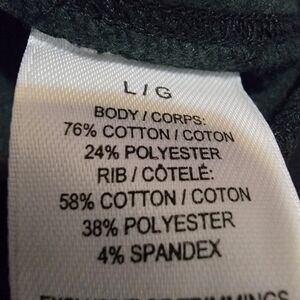 L / G
BODY / CORPS:
76% COTTON / COTON
24% POLYESTER
RIB / CÔTELÉ:
58% COTTON / COTON
38% POLYESTER
4% SPANDEX